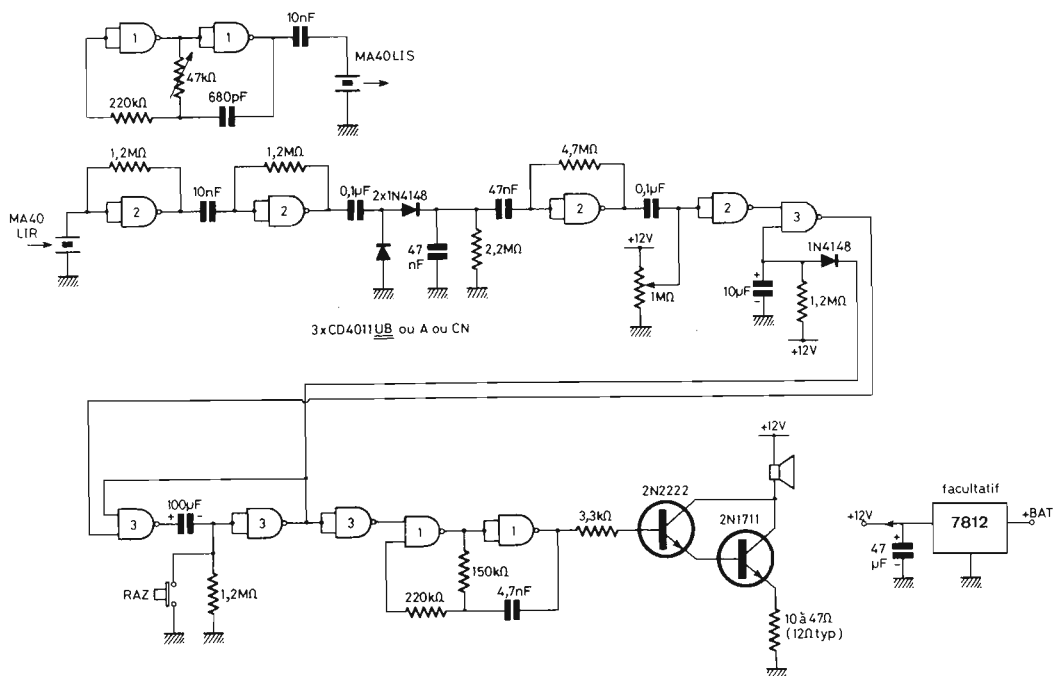 1
1
10nF
MA40LIS
47kΩ
220kΩ
680pF
1,2MΩ
1,2MΩ
4,7MΩ
2
10nF
2
0,1µF
2x1N4148
47nF
2
0,1µF
2
3
MA40
LIR
47
nF
2,2MΩ
+12V
1MΩ
1N4148
10µF
+
-
1,2MΩ
+12V
3xCD4011UB ou A ou CN
3
100µF
+
-
3
3
1
1
3,3kΩ
2N2222
2N1711
+12V
RAZ
1,2MΩ
150kΩ
220kΩ
4,7nF
10 à 47Ω
(12Ω typ)
facultatif
+12V
7812
+BAT
+
47
µF
-